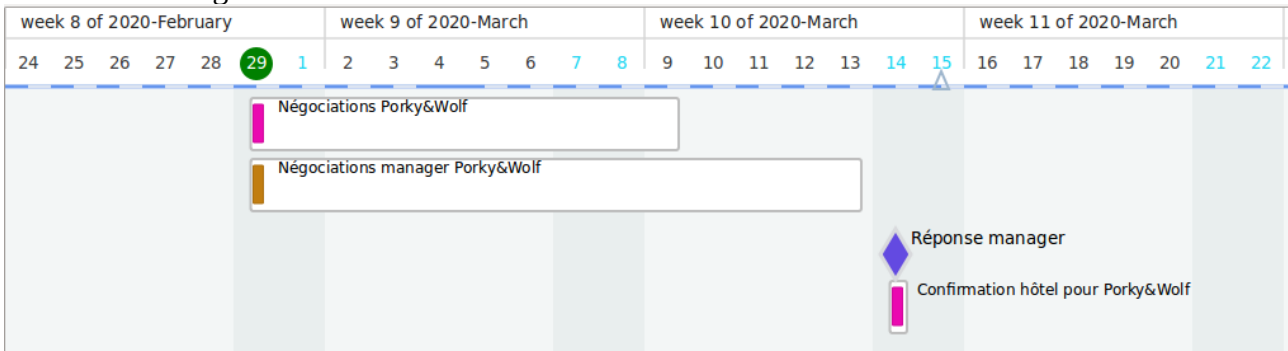 week 8 of 2020-February week 9 of 2020-March week 10 of 2020-March week 11 of 2020-March
24 25 26 27 28 29 1 2 3 4 5 6 7 8 9 10 11 12 13 14 15 16 17 18 19 20 21 22
Négociations Porky&Wolf
Négociations manager Porky&Wolf
Réponse manager
Confirmation hôtel pour Porky&Wolf